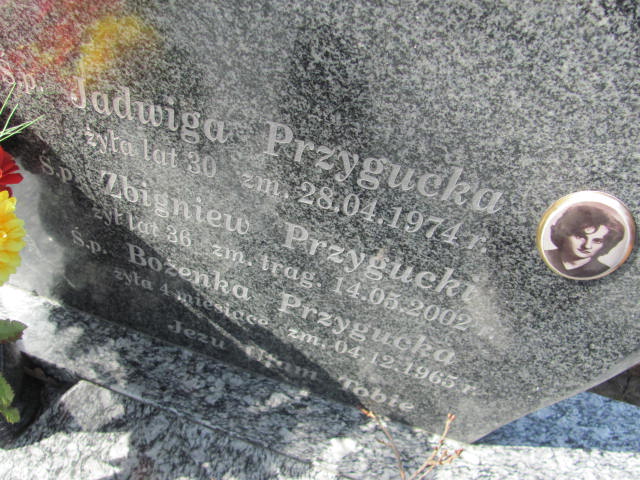 Ś.p. Jadwiga Przygucka
żyła lat 30 zm. 28.04.1974 r.
Ś.p. Zbigniew Przygucki
żył lat 36 zm. trag. 14.05.2002
Ś.p. Bożenka Przygucka
żyła 4 miesiące zm. 04.12.1965 r.
Jezu Ufam Tobie